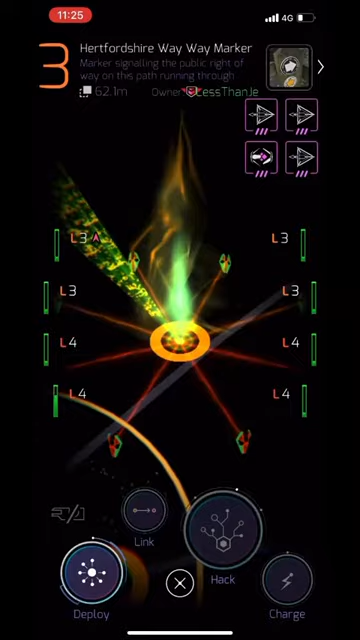 11:25
4G
3
Hertfordshire Way Way Marker
Marker signalling the public right of
way on this path running through
62.1m
Owner LessThanJe
L3
L3
L3
L3
L4
L4
L4
L4
Link
Hack
Deploy
Charge